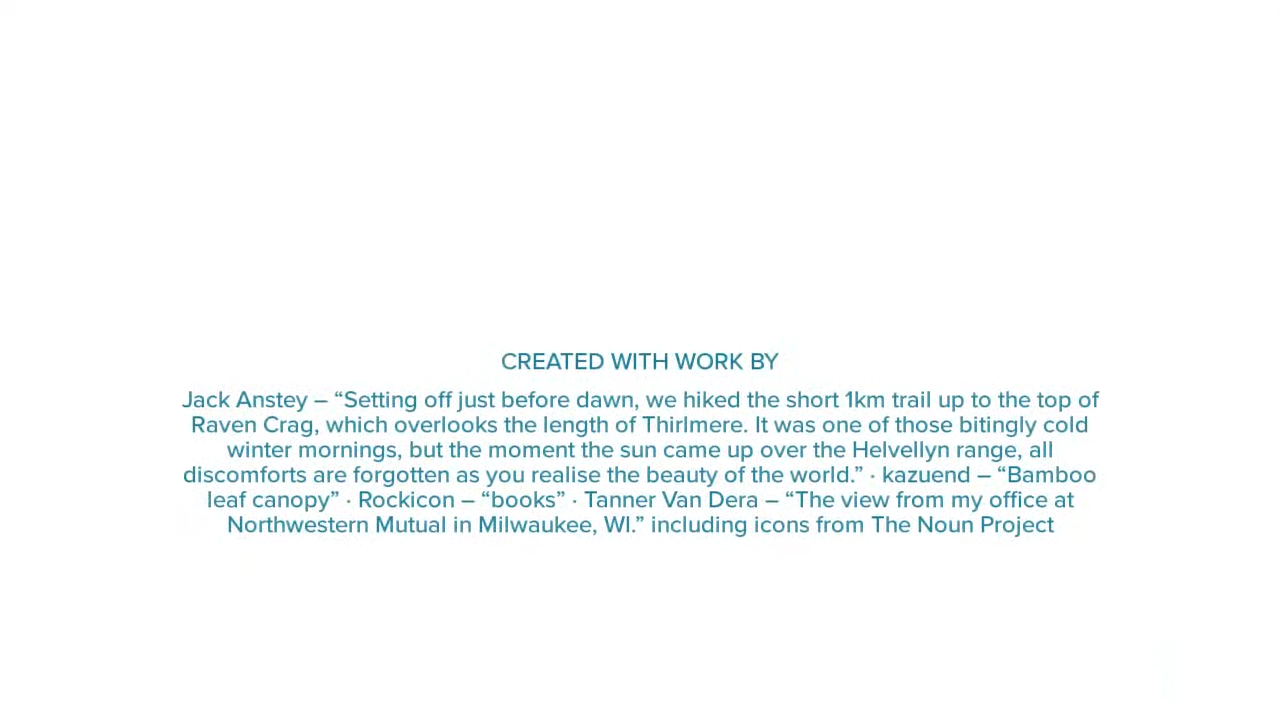 CREATED WITH WORK BY
Jack Anstey – “Setting off just before dawn, we hiked the short 1km trail up to the top of
Raven Crag, which overlooks the length of Thirlmere. It was one of those bitingly cold
winter mornings, but the moment the sun came up over the Helvellyn range, all
discomforts are forgotten as you realise the beauty of the world.” · kazuend – “Bamboo
leaf canopy” · Rockicon – “books” · Tanner Van Dera – “The view from my office at
Northwestern Mutual in Milwaukee, WI.” including icons from The Noun Project